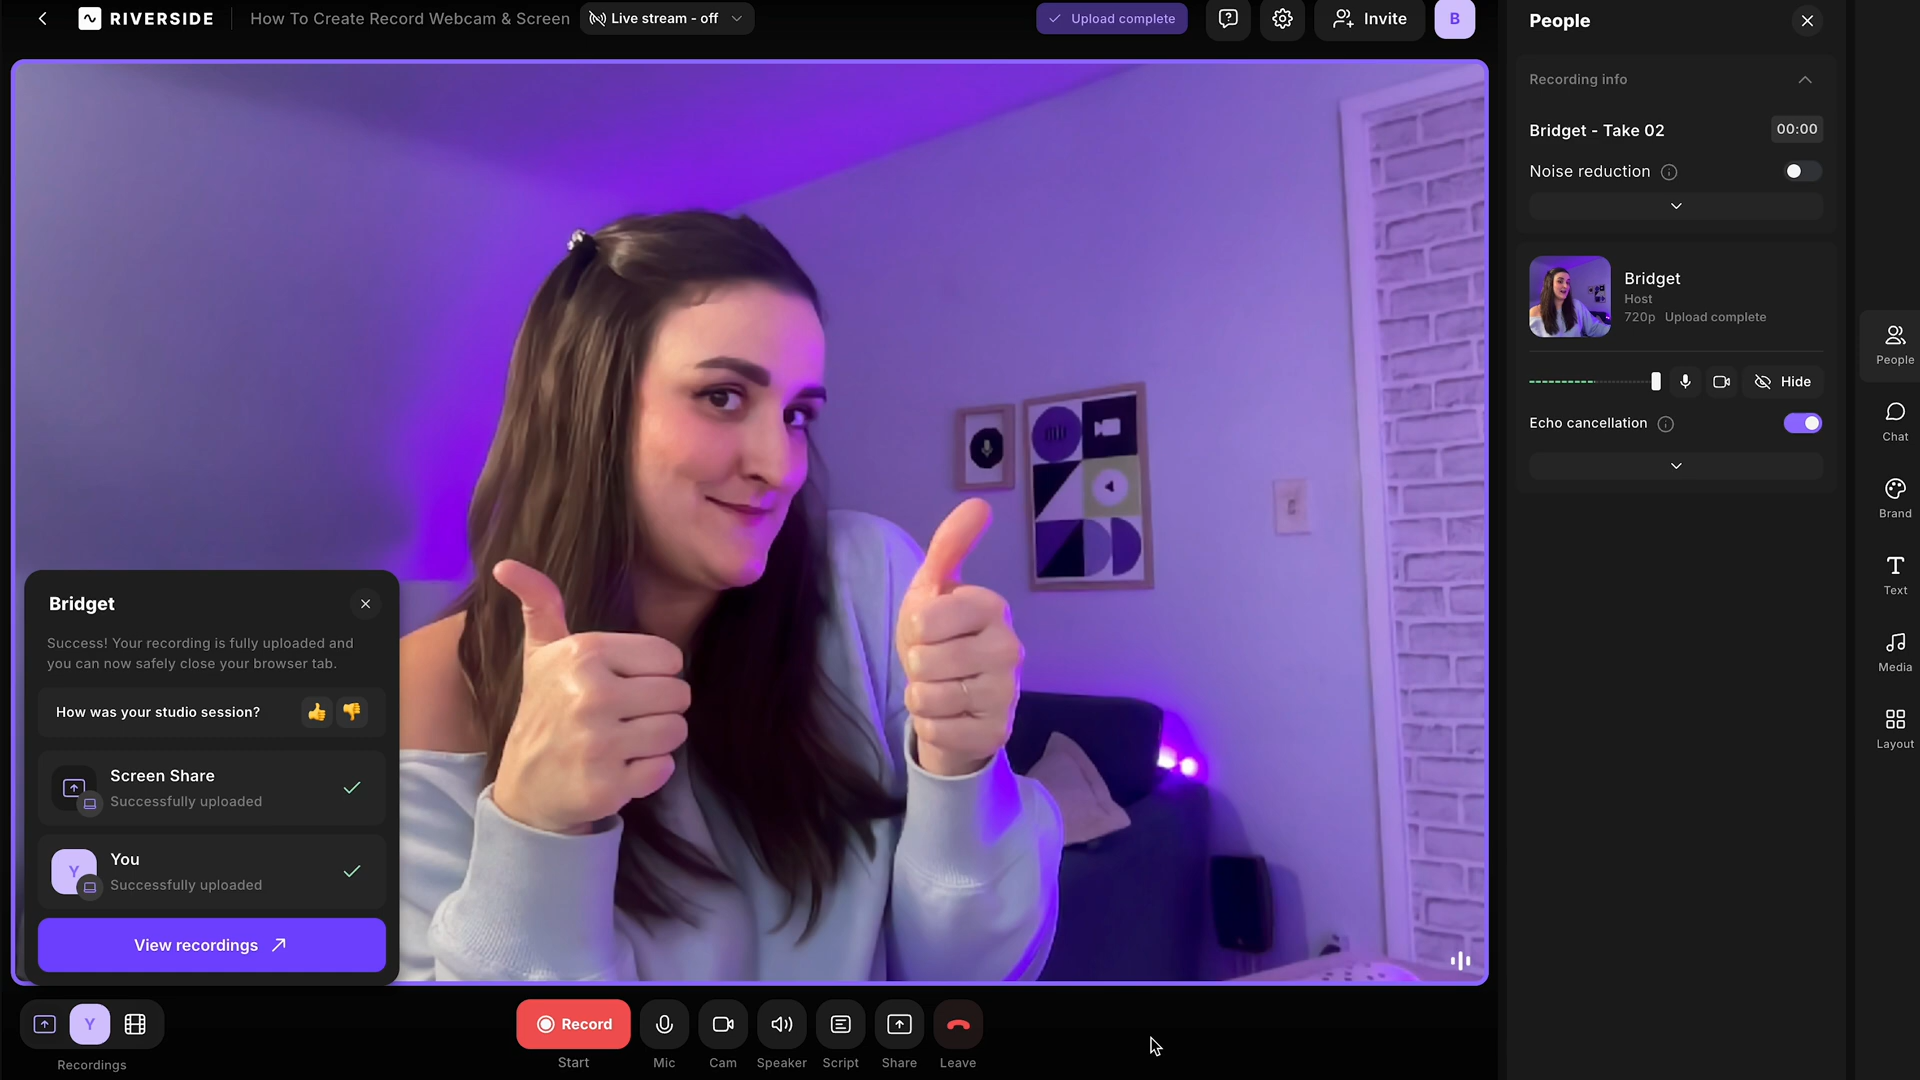 RIVERSIDE
How To Create Record Webcam & Screen
Live stream - off
Upload complete
Invite
B
People
Recording info
Bridget - Take 02
00:00
Noise reduction
Bridget
Host
720p Upload complete
Hide
Echo cancellation
People
Chat
Brand
Text
Media
Layout
Bridget
Success! Your recording is fully uploaded and
you can now safely close your browser tab.
How was your studio session?
Screen Share
Successfully uploaded
Y
You
Successfully uploaded
View recordings
Y
Recordings
Record
Start
Mic
Cam
Speaker
Script
Share
Leave